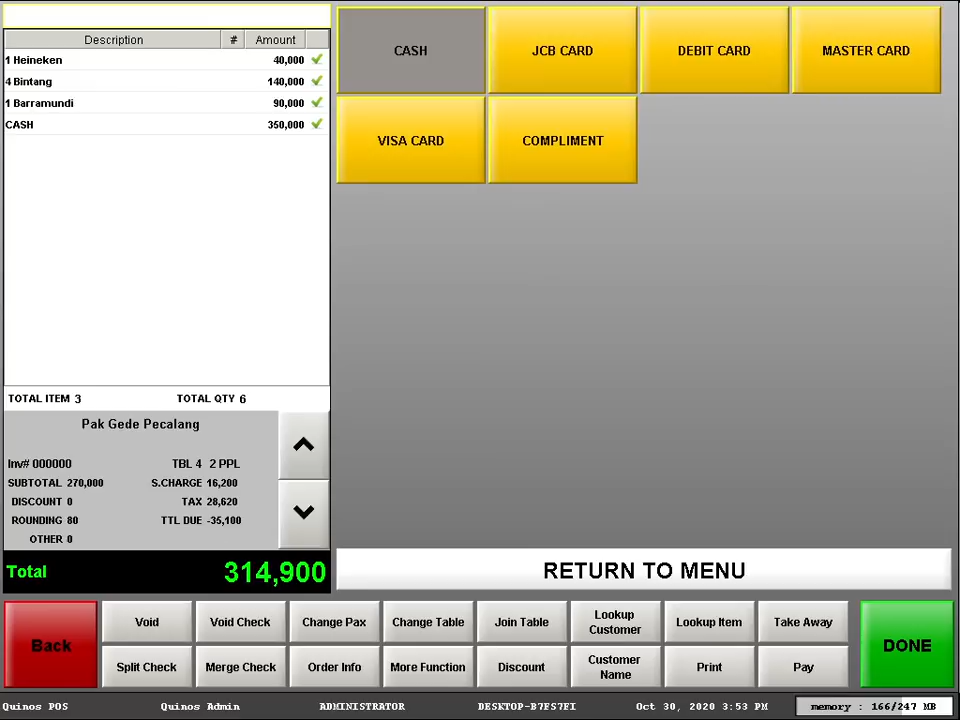 Description # Amount
1 Heineken 40,000
4 Bintang 140,000
1 Barramundi 90,000
CASH 350,000
TOTAL ITEM 3 TOTAL QTY 6
Pak Gede Pecalang
Inv# 000000 TBL 4 2 PPL
SUBTOTAL 270,000 S.CHARGE 16,200
DISCOUNT 0 TAX 28,620
ROUNDING 80 TTL DUE -35,100
OTHER 0
Total 314,900
CASH
JCB CARD
DEBIT CARD
MASTER CARD
VISA CARD
COMPLIMENT
RETURN TO MENU
Back
Void
Void Check
Change Pax
Change Table
Join Table
Lookup
Customer
Lookup Item
Take Away
Split Check
Merge Check
Order Info
More Function
Discount
Customer
Name
Print
Pay
DONE
Quinos POS Quinos Admin ADMINISTRATOR DESKTOP-B7FS7EI Oct 30, 2020 3:53 PM memory : 166/247 MB